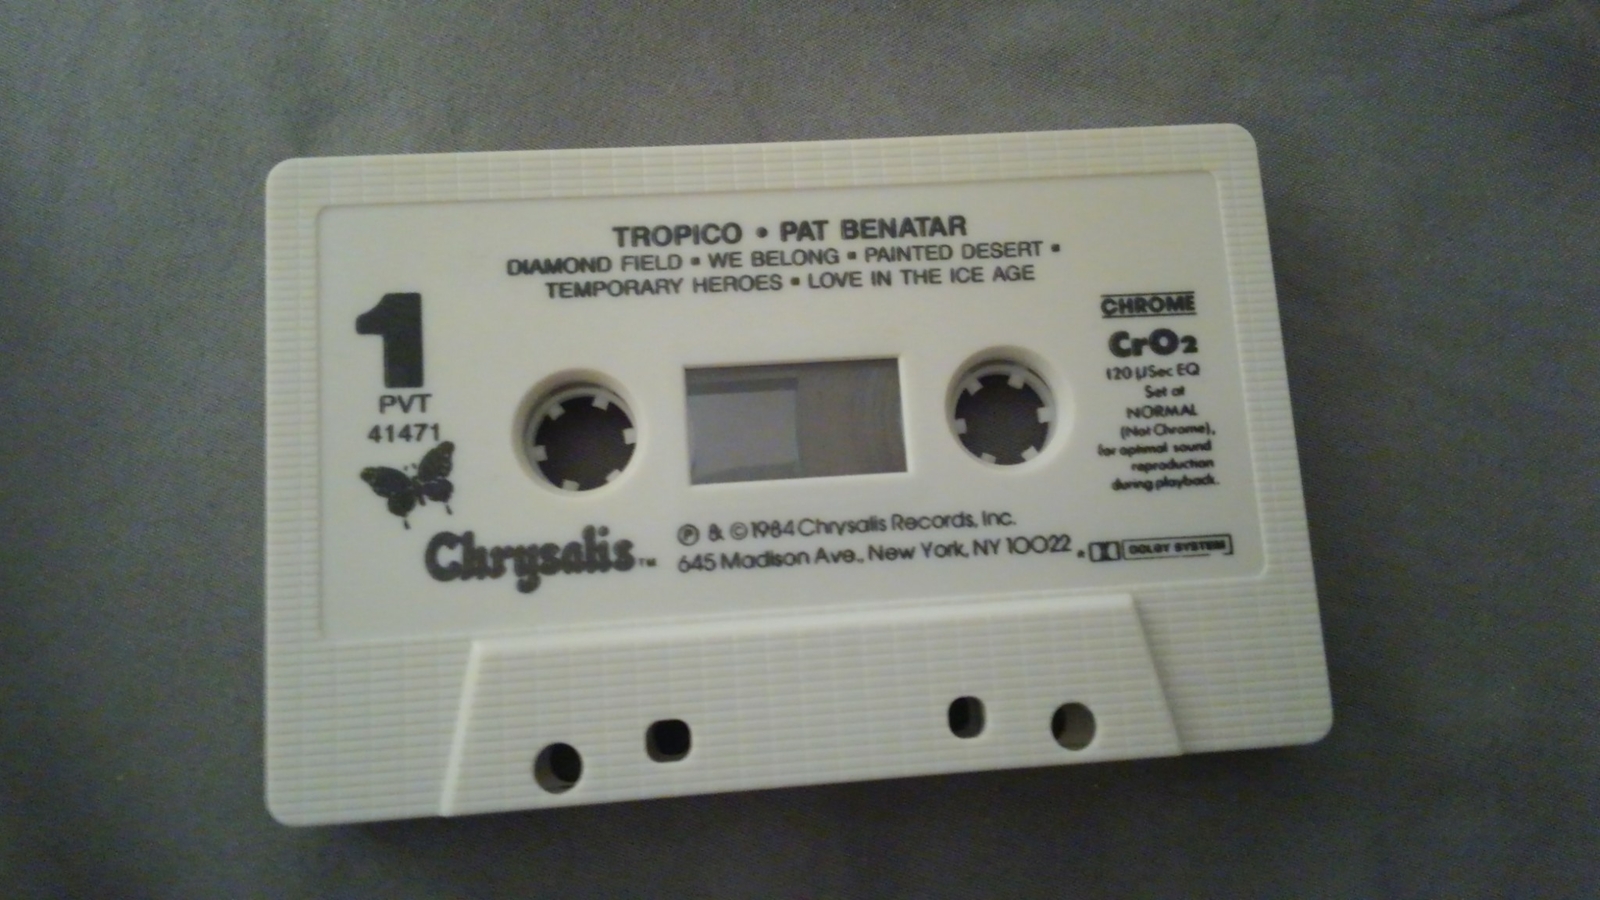 TROPICO • PAT BENATAR
DIAMOND FIELD ▪ WE BELONG ▪ PAINTED DESERT ▪
TEMPORARY HEROES ▪ LOVE IN THE ICE AGE
1
PVT
41471
CHROME
CrO2
120 μSec EQ
Set at
NORMAL
(Not Chrome),
for optimal sound
reproduction
during playback.
Chrysalis™
℗ & © 1984 Chrysalis Records, Inc.
645 Madison Ave., New York, NY 10022.
DOLBY SYSTEM